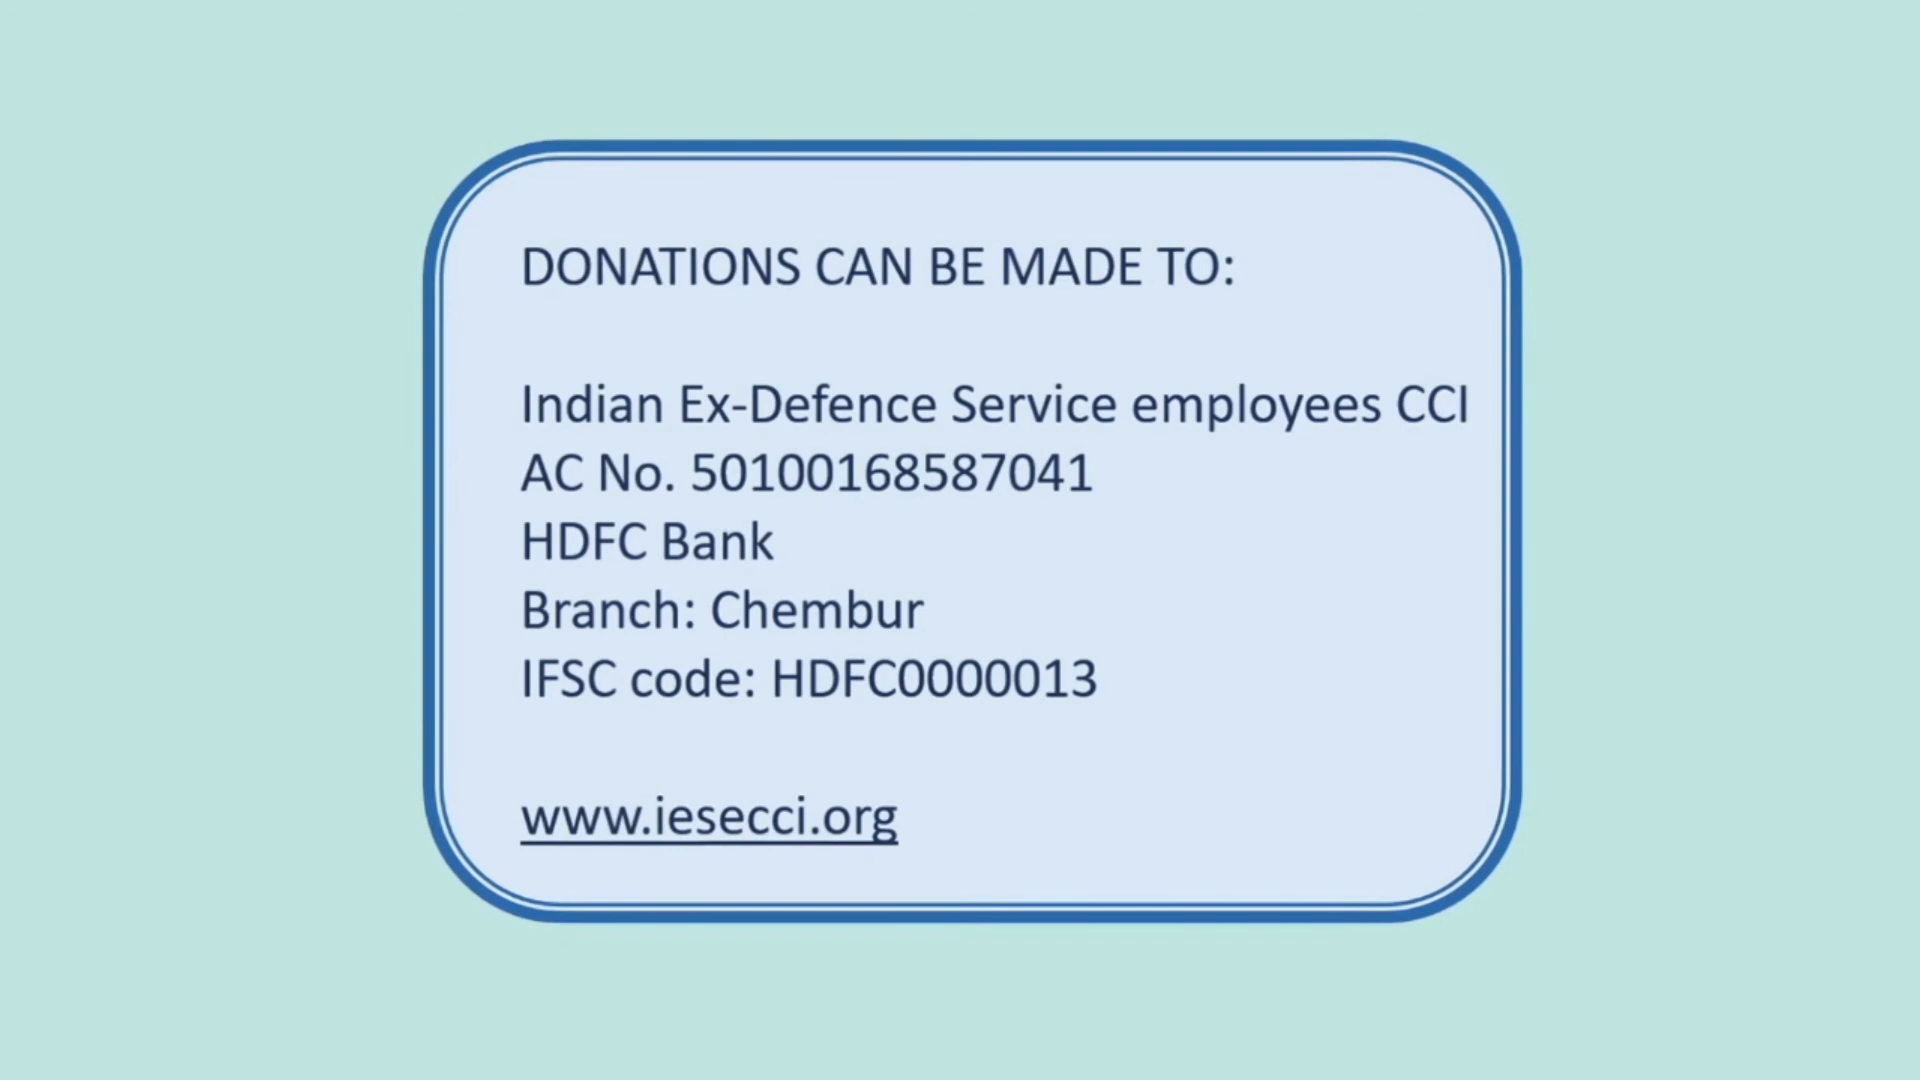 DONATIONS CAN BE MADE TO:
Indian Ex-Defence Service employees CCI
AC No. 50100168587041
HDFC Bank
Branch: Chembur
IFSC code: HDFC0000013
www.iesecci.org